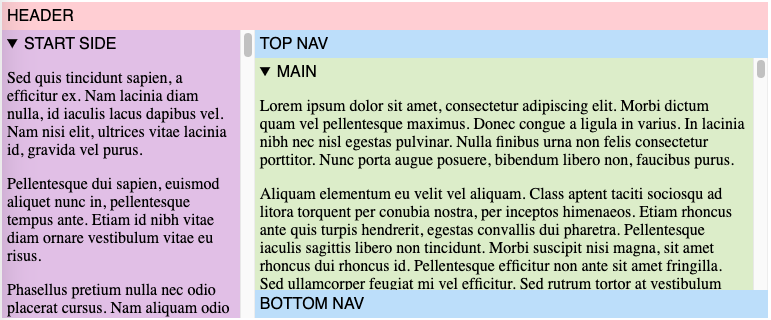 HEADER
▼ START SIDE
Sed quis tincidunt sapien, a
efficitur ex. Nam lacinia diam
nulla, id iaculis lacus dapibus vel.
Nam nisi elit, ultrices vitae lacinia
id, gravida vel purus.
Pellentesque dui sapien, euismod
aliquet nunc in, pellentesque
tempus ante. Etiam id nibh vitae
diam ornare vestibulum vitae eu
risus.
Phasellus pretium nulla nec odio
placerat cursus. Nam aliquam odio
TOP NAV
▼ MAIN
Lorem ipsum dolor sit amet, consectetur adipiscing elit. Morbi dictum
quam vel pellentesque maximus. Donec congue a ligula in varius. In lacinia
nibh nec nisl egestas pulvinar. Nulla finibus urna non felis consectetur
porttitor. Nunc porta augue posuere, bibendum libero non, faucibus purus.
Aliquam elementum eu velit vel aliquam. Class aptent taciti sociosqu ad
litora torquent per conubia nostra, per inceptos himenaeos. Etiam rhoncus
ante quis turpis hendrerit, egestas convallis dui pharetra. Pellentesque
iaculis sagittis libero non tincidunt. Morbi suscipit nisi magna, sit amet
rhoncus dui rhoncus id. Pellentesque efficitur non ante sit amet fringilla.
Sed ullamcorper feugiat mi vel efficitur. Sed rutrum tortor at vestibulum
BOTTOM NAV